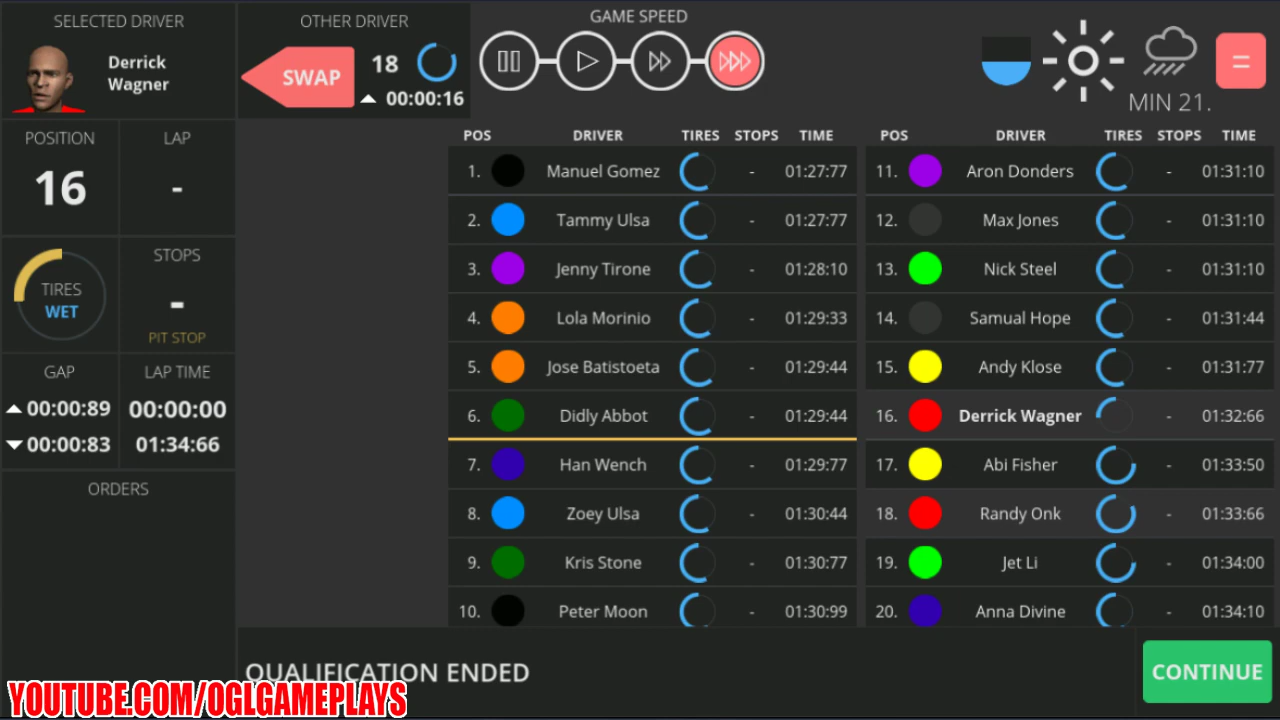 SELECTED DRIVER
Derrick
Wagner
OTHER DRIVER
SWAP
18
00:00:16
GAME SPEED
MIN 21.
POSITION
16
LAP
-
TIRES
WET
STOPS
-
PIT STOP
GAP
00:00:89
00:00:83
LAP TIME
00:00:00
01:34:66
ORDERS
POS DRIVER TIRES STOPS TIME
1. Manuel Gomez - 01:27:77
2. Tammy Ulsa - 01:27:77
3. Jenny Tirone - 01:28:10
4. Lola Morinio - 01:29:33
5. Jose Batistoeta - 01:29:44
6. Didly Abbot - 01:29:44
7. Han Wench - 01:29:77
8. Zoey Ulsa - 01:30:44
9. Kris Stone - 01:30:77
10. Peter Moon - 01:30:99
POS DRIVER TIRES STOPS TIME
11. Aron Donders - 01:31:10
12. Max Jones - 01:31:10
13. Nick Steel - 01:31:10
14. Samual Hope - 01:31:44
15. Andy Klose - 01:31:77
16. Derrick Wagner - 01:32:66
17. Abi Fisher - 01:33:50
18. Randy Onk - 01:33:66
19. Jet Li - 01:34:00
20. Anna Divine - 01:34:10
QUALIFICATION ENDED
CONTINUE
YOUTUBE.COM/OGLGAMEPLAYS